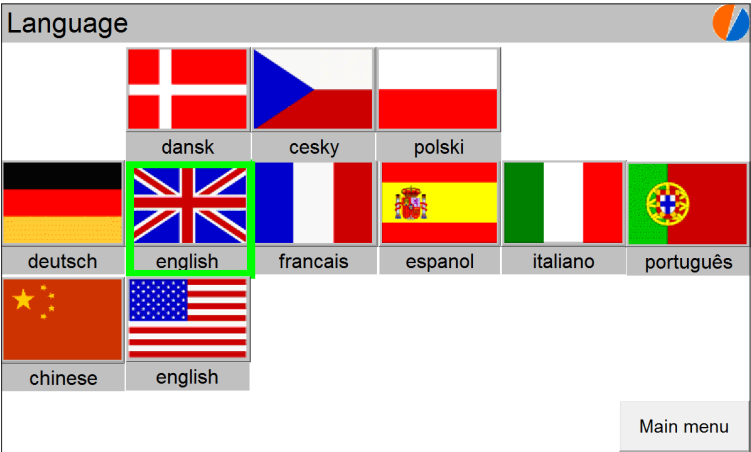 Language
dansk cesky polski
deutsch english francais espanol italiano português
chinese english
Main menu